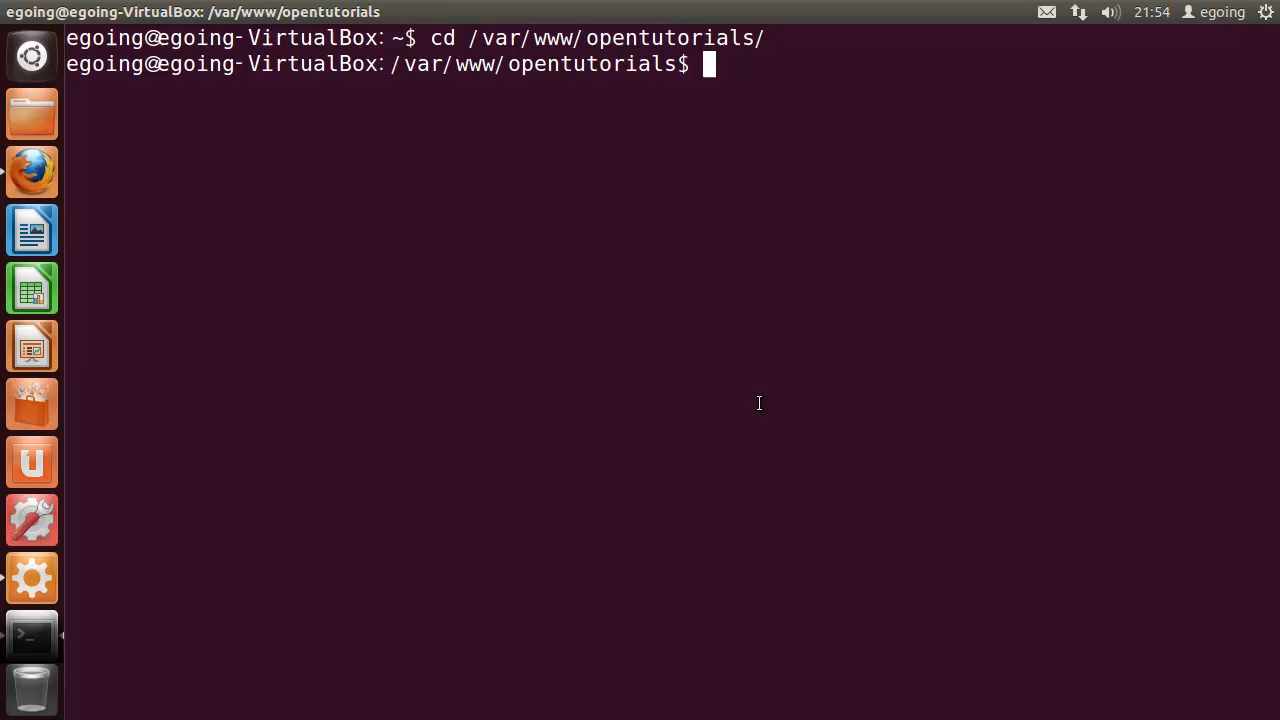 egoing@egoing-VirtualBox: /var/www/opentutorials
21:54
egoing
egoing@egoing-VirtualBox:~$ cd /var/www/opentutorials/
egoing@egoing-VirtualBox:/var/www/opentutorials$